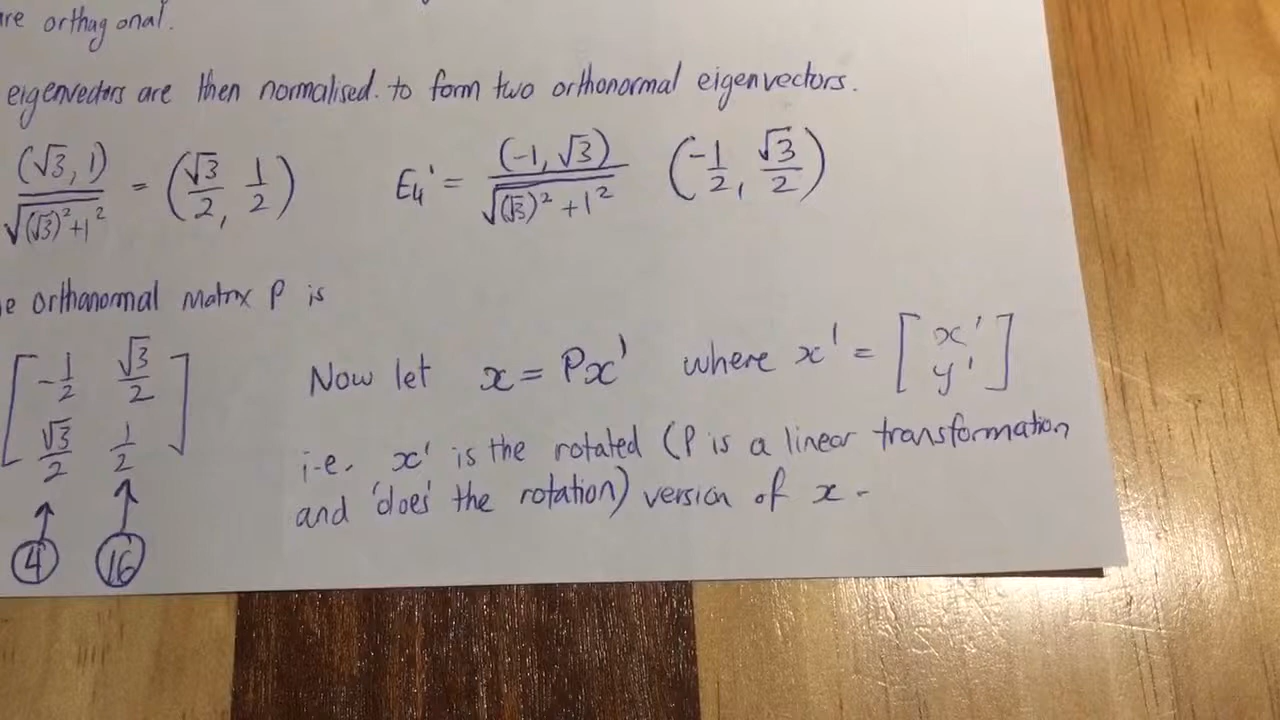 are orthagonal.
eigenvectors are then normalised. to form two orthonormal eigenvectors.
(√3, 1) / √((√3)²+1²) = (√3/2, 1/2)   E₄' = (-1, √3) / √((√3)²+1²)   (-1/2, √3/2)
orthanormal matrix P is
[-1/2 √3/2
√3/2 1/2]
4 16
Now let x = Px' where x' = [x' y']
i.e. x' is the rotated (P is a linear transformation
and 'does' the rotation) version of x -